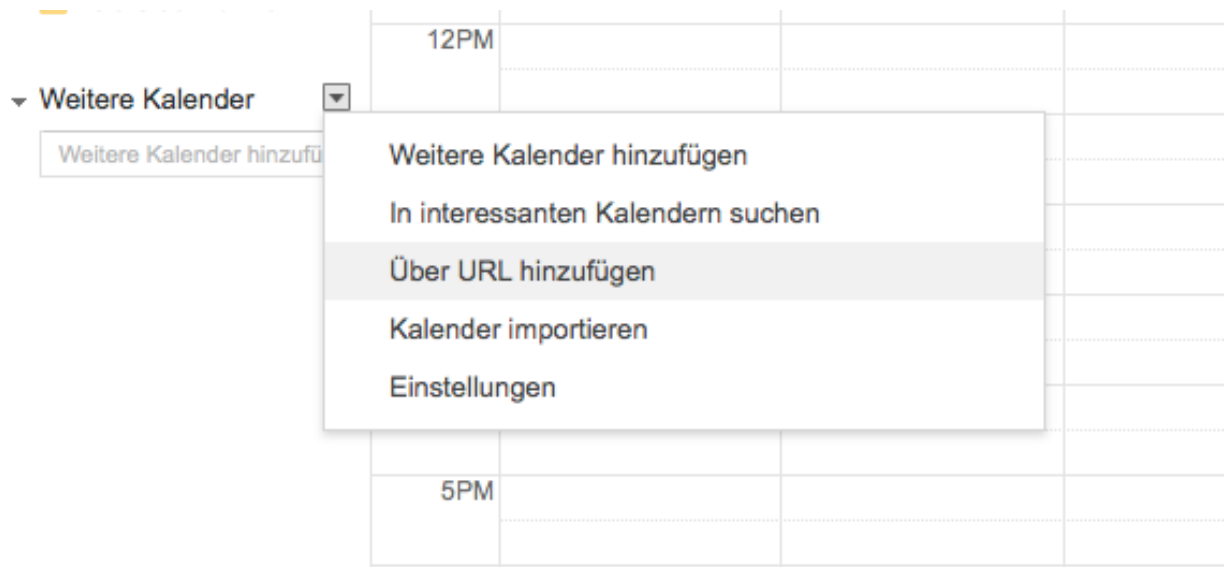 12PM
Weitere Kalender
Weitere Kalender hinzufü
Weitere Kalender hinzufügen
In interessanten Kalendern suchen
Über URL hinzufügen
Kalender importieren
Einstellungen
5PM